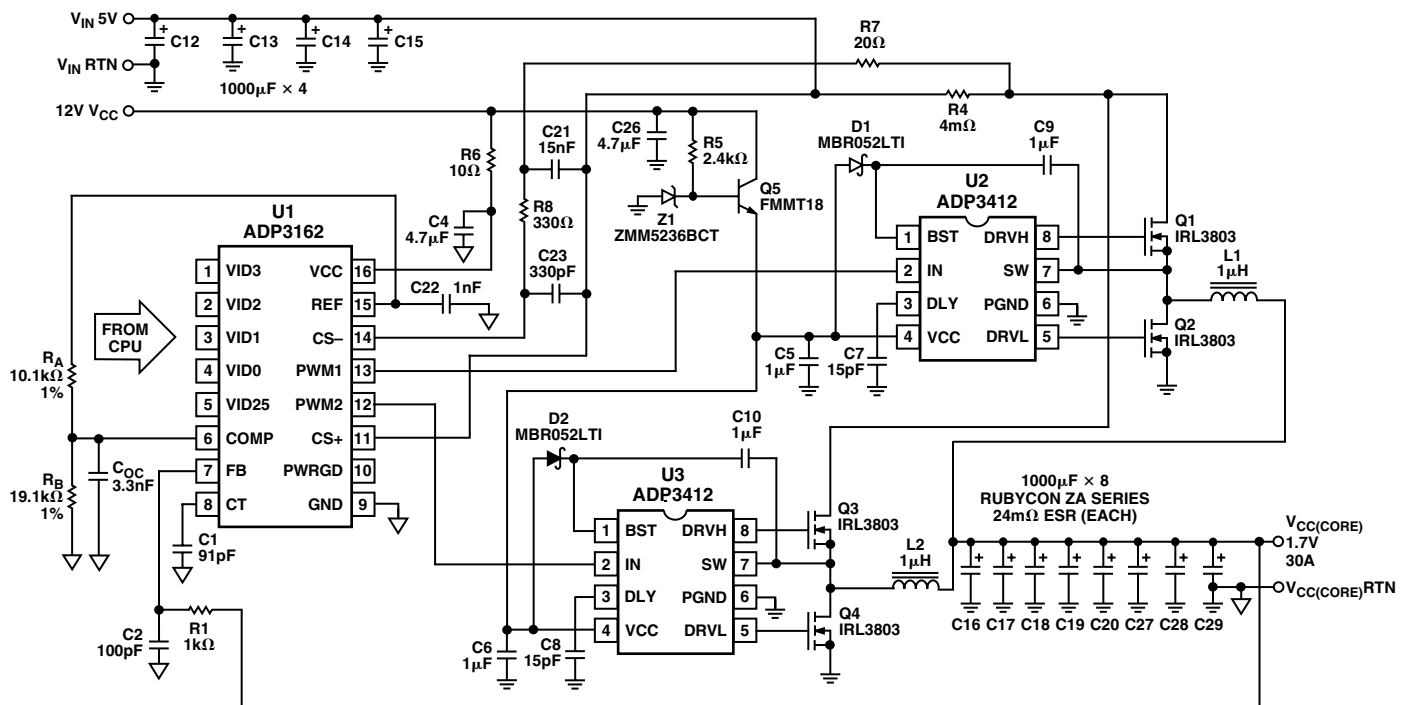 VIN 5V
C12
C13
C14
C15
VIN RTN
1000μF × 4
12V VCC
R7
20Ω
R4
4mΩ
R6
10Ω
C21
15nF
C26
4.7μF
R5
2.4kΩ
D1
MBR052LTI
C9
1μF
Q5
FMMT18
Z1
ZMM5236BCT
C4
4.7μF
R8
330Ω
C23
330pF
C22
1nF
U1
ADP3162
1 VID3
2 VID2
3 VID1
4 VID0
5 VID25
6 COMP
7 FB
8 CT
VCC 16
REF 15
CS– 14
PWM1 13
PWM2 12
CS+ 11
PWRGD 10
GND 9
FROM
CPU
RA
10.1kΩ
1%
RB
19.1kΩ
1%
COC
3.3nF
C1
91pF
C2
100pF
R1
1kΩ
U2
ADP3412
1 BST
2 IN
3 DLY
4 VCC
DRVH 8
SW 7
PGND 6
DRVL 5
Q1
IRL3803
L1
1μH
Q2
IRL3803
C5
1μF
C7
15pF
D2
MBR052LTI
C10
1μF
U3
ADP3412
1 BST
2 IN
3 DLY
4 VCC
DRVH 8
SW 7
PGND 6
DRVL 5
Q3
IRL3803
L2
1μH
Q4
IRL3803
C6
1μF
C8
15pF
1000μF × 8
RUBYCON ZA SERIES
24mΩ ESR (EACH)
VCC(CORE)
1.7V
30A
VCC(CORE)RTN
C16 C17 C18 C19 C20 C27 C28 C29